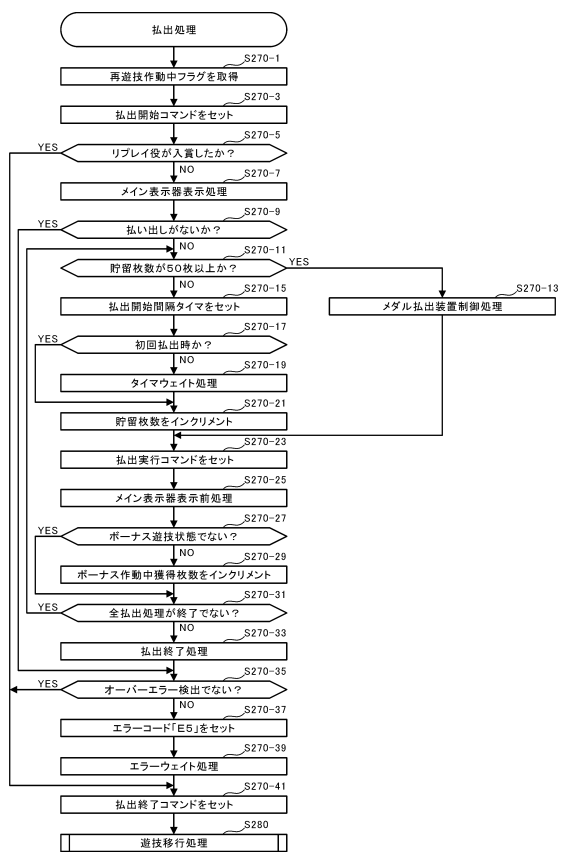 払出処理
S270-1
再遊技作動中フラグを取得
S270-3
払出開始コマンドをセット
S270-5
YES
リプレイ役が入賞したか？
NO
S270-7
メイン表示器表示処理
S270-9
YES
払い出しがないか？
NO
S270-11
貯留枚数が50枚以上か？
YES
NO
S270-13
メダル払出装置制御処理
S270-15
払出開始間隔タイマをセット
S270-17
YES
初回払出時か？
NO
S270-19
タイマウェイト処理
S270-21
貯留枚数をインクリメント
S270-23
払出実行コマンドをセット
S270-25
メイン表示器表示前処理
S270-27
YES
ボーナス遊技状態でない？
NO
S270-29
ボーナス作動中獲得枚数をインクリメント
S270-31
YES
全払出処理が終了でない？
NO
S270-33
払出終了処理
S270-35
YES
オーバーエラー検出でない？
NO
S270-37
エラーコード「E5」をセット
S270-39
エラーウェイト処理
S270-41
払出終了コマンドをセット
S280
遊技移行処理